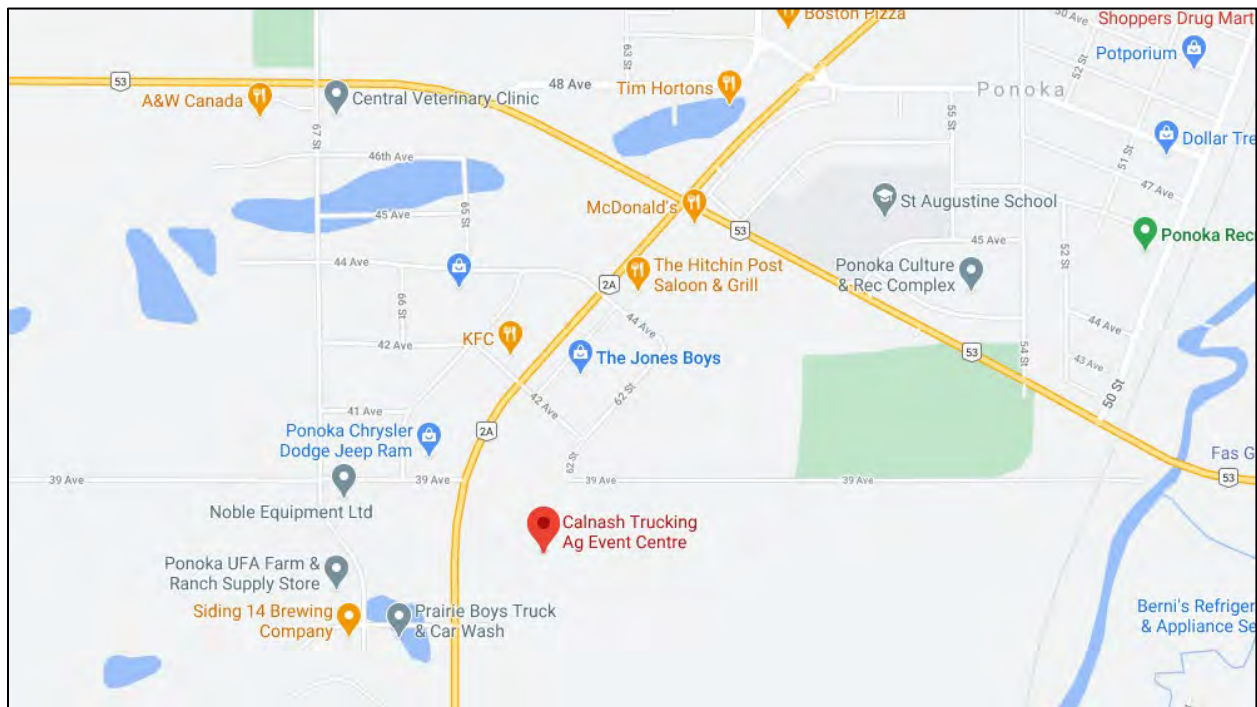 Boston Pizza
50 Ave
50 Ave
Shoppers Drug Mart
63 St
Potporium
52 St
53
48 Ave
Tim Hortons
Ponoka
A&W Canada
Central Veterinary Clinic
55 St
67 St
Dollar Tre
51 St
46th Ave
47 Ave
65 St
McDonald's
St Augustine School
45 Ave
53
45 Ave
Ponoka Rec
52 St
44 Ave
The Hitchin Post
Saloon & Grill
Ponoka Culture
& Rec Complex
2A
66 St
44 Ave
44 Ave
KFC
42 Ave
The Jones Boys
53
54 St
43 Ave
62 St
50 St
42 Ave
41 Ave
Ponoka Chrysler
Dodge Jeep Ram
2A
62 St
Fas G
39 Ave
39 Ave
39 Ave
39 Ave
53
Noble Equipment Ltd
Calnash Trucking
Ag Event Centre
Ponoka UFA Farm &
Ranch Supply Store
Siding 14 Brewing
Company
Prairie Boys Truck
& Car Wash
Berni's Refriger
& Appliance Se